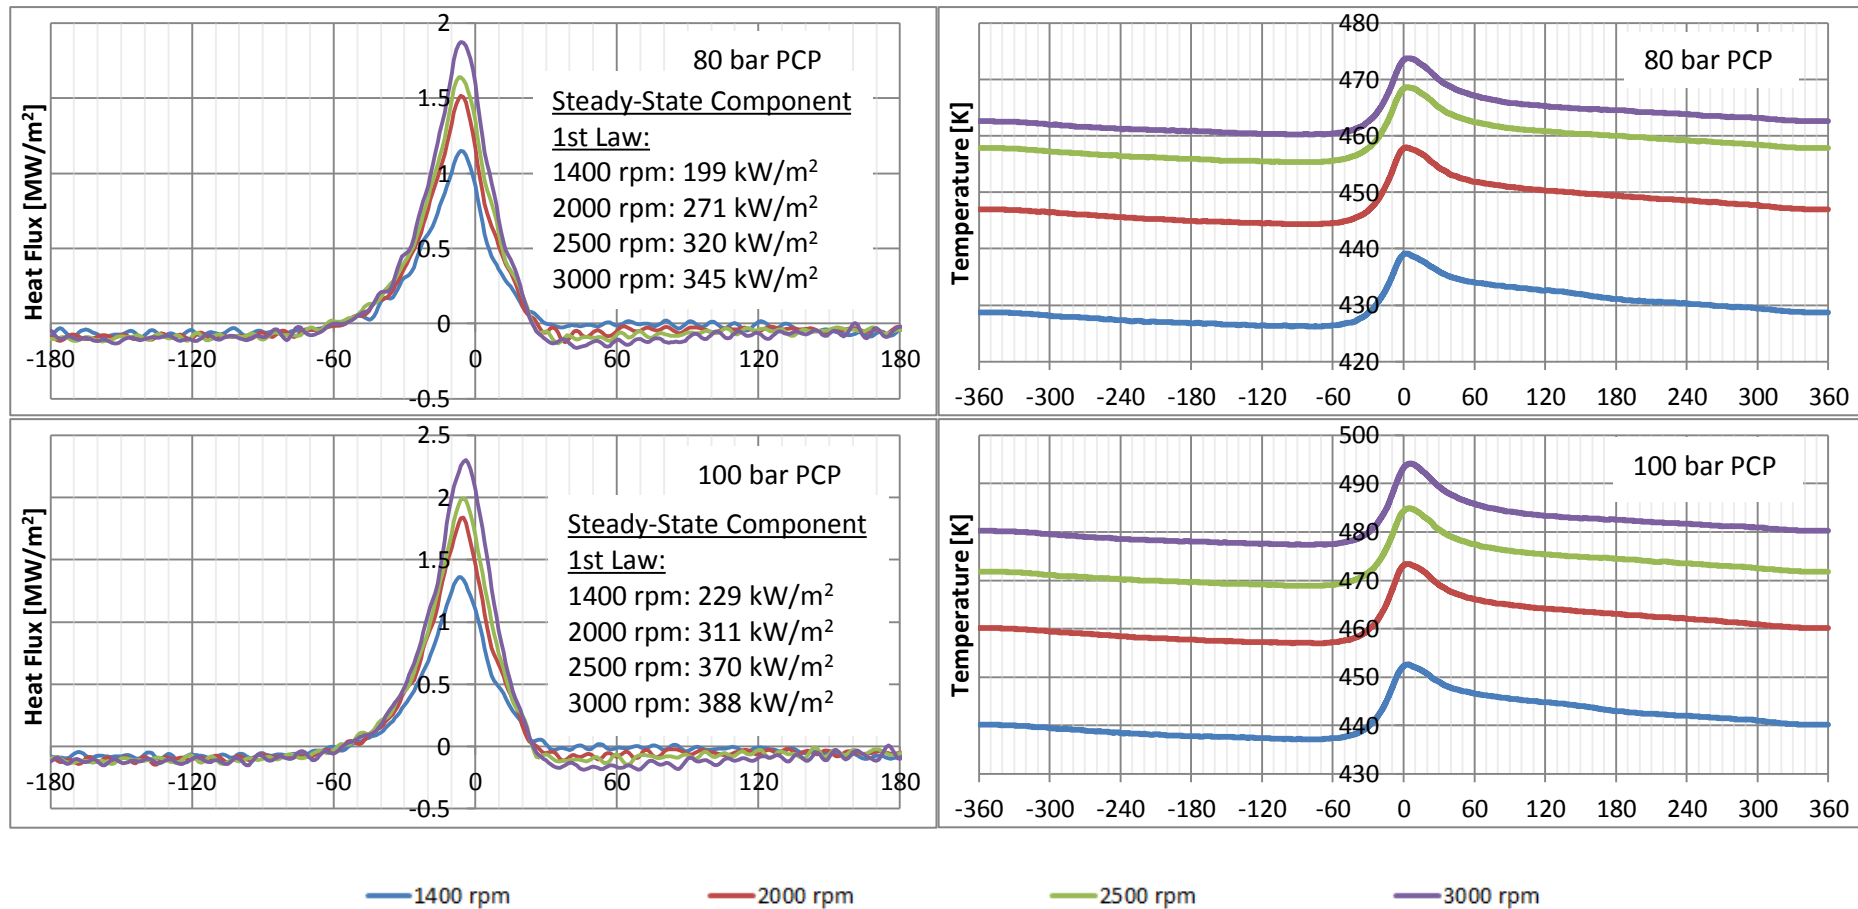 2
1.5
1
0.5
0
-0.5
-180
-120
-60
0
60
120
180
Heat Flux [MW/m²]
80 bar PCP
Steady-State Component
1st Law:
1400 rpm: 199 kW/m²
2000 rpm: 271 kW/m²
2500 rpm: 320 kW/m²
3000 rpm: 345 kW/m²
480
470
460
450
440
430
420
-360
-300
-240
-180
-120
-60
0
60
120
180
240
300
360
Temperature [K]
80 bar PCP
2.5
2
1.5
1
0.5
0
-0.5
-180
-120
-60
0
60
120
180
Heat Flux [MW/m²]
100 bar PCP
Steady-State Component
1st Law:
1400 rpm: 229 kW/m²
2000 rpm: 311 kW/m²
2500 rpm: 370 kW/m²
3000 rpm: 388 kW/m²
500
490
480
470
460
450
440
430
-360
-300
-240
-180
-120
-60
0
60
120
180
240
300
360
Temperature [K]
100 bar PCP
1400 rpm
2000 rpm
2500 rpm
3000 rpm